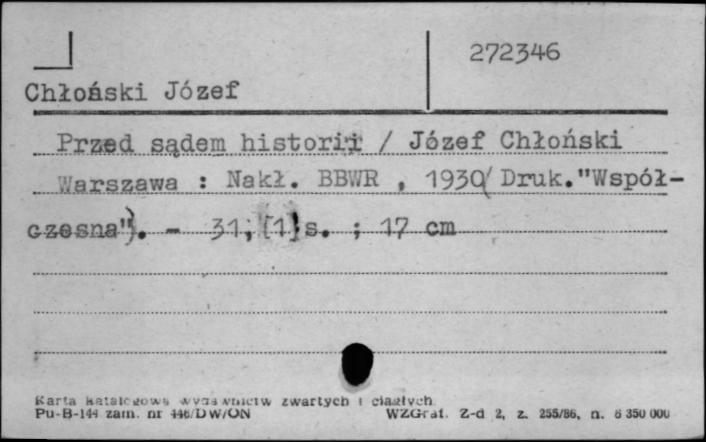 272346
Chłoński Józef
Przed sądem historii / Józef Chłoński
Warszawa : Nakł. BBWR , 1930 (Druk."Współ-
czesna"). - 31, [1] s. ; 17 cm
Karta katalogowa wydawnictw zwartych i ciągłych
Pu-B-144 zam. nr 446/DW/ON
WZGraf. Z-d 2, z. 255/86, n. 6 350 000